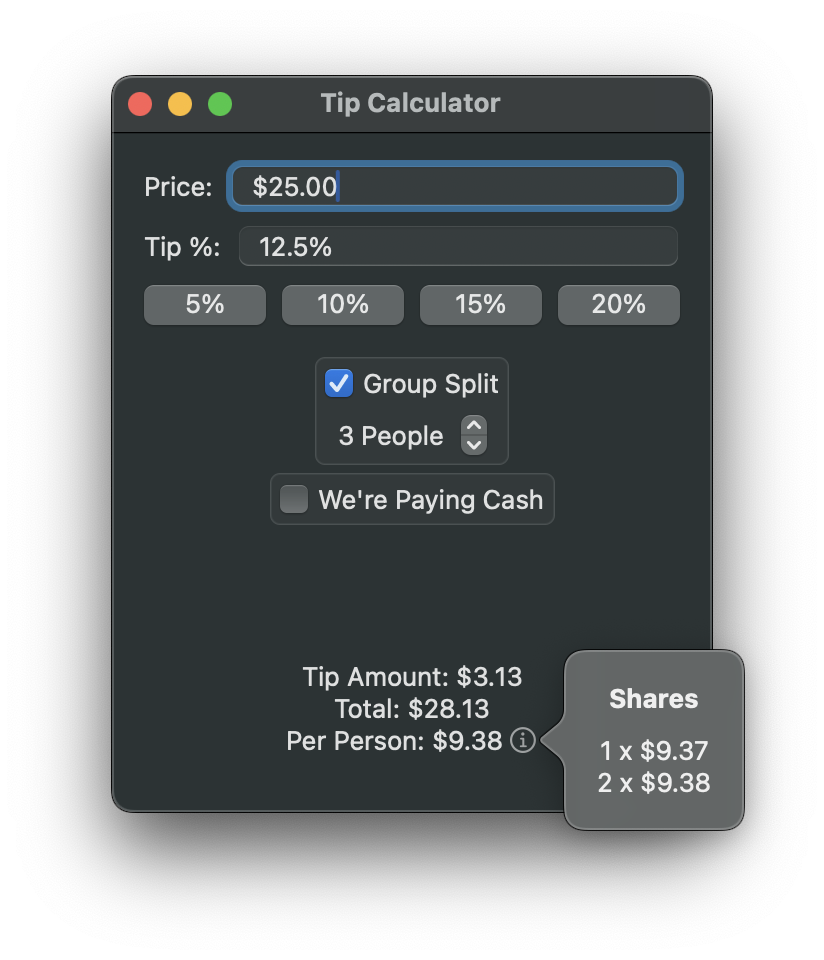 Tip Calculator
Price: $25.00
Tip %: 12.5%
5% 10% 15% 20%
Group Split
3 People
We're Paying Cash
Tip Amount: $3.13
Total: $28.13
Per Person: $9.38
Shares
1 x $9.37
2 x $9.38